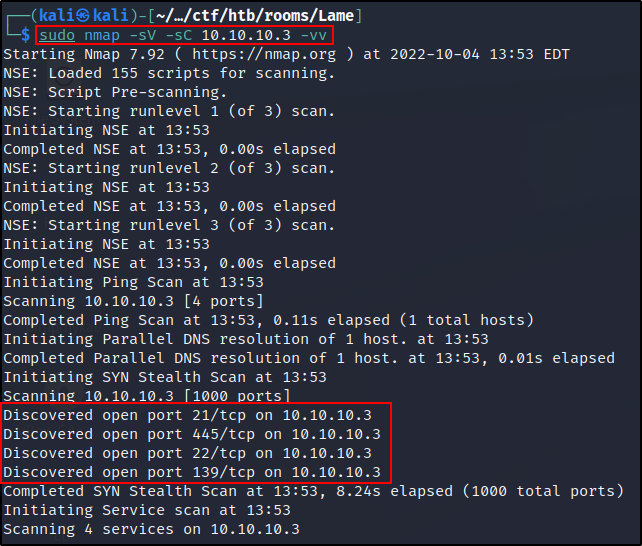 ┌──(kali㉿kali)-[~/…/ctf/htb/rooms/Lame]
└─$ sudo nmap -sV -sC 10.10.10.3 -vv
Starting Nmap 7.92 ( https://nmap.org ) at 2022-10-04 13:53 EDT
NSE: Loaded 155 scripts for scanning.
NSE: Script Pre-scanning.
NSE: Starting runlevel 1 (of 3) scan.
Initiating NSE at 13:53
Completed NSE at 13:53, 0.00s elapsed
NSE: Starting runlevel 2 (of 3) scan.
Initiating NSE at 13:53
Completed NSE at 13:53, 0.00s elapsed
NSE: Starting runlevel 3 (of 3) scan.
Initiating NSE at 13:53
Completed NSE at 13:53, 0.00s elapsed
Initiating Ping Scan at 13:53
Scanning 10.10.10.3 [4 ports]
Completed Ping Scan at 13:53, 0.11s elapsed (1 total hosts)
Initiating Parallel DNS resolution of 1 host. at 13:53
Completed Parallel DNS resolution of 1 host. at 13:53, 0.01s elapsed
Initiating SYN Stealth Scan at 13:53
Scanning 10.10.10.3 [1000 ports]
Discovered open port 21/tcp on 10.10.10.3
Discovered open port 445/tcp on 10.10.10.3
Discovered open port 22/tcp on 10.10.10.3
Discovered open port 139/tcp on 10.10.10.3
Completed SYN Stealth Scan at 13:53, 8.24s elapsed (1000 total ports)
Initiating Service scan at 13:53
Scanning 4 services on 10.10.10.3